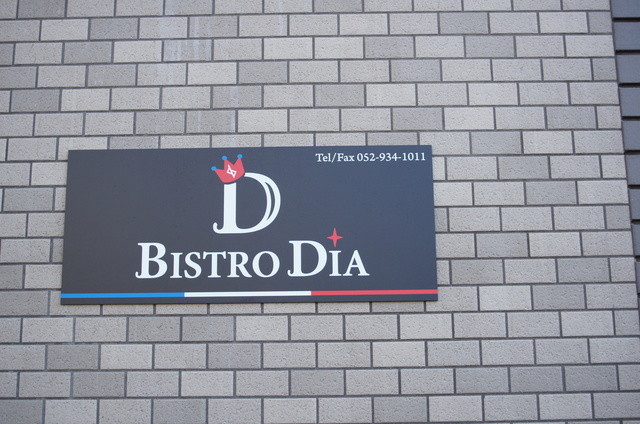 Tel/Fax 052-934-1011
D
BISTRO DIA